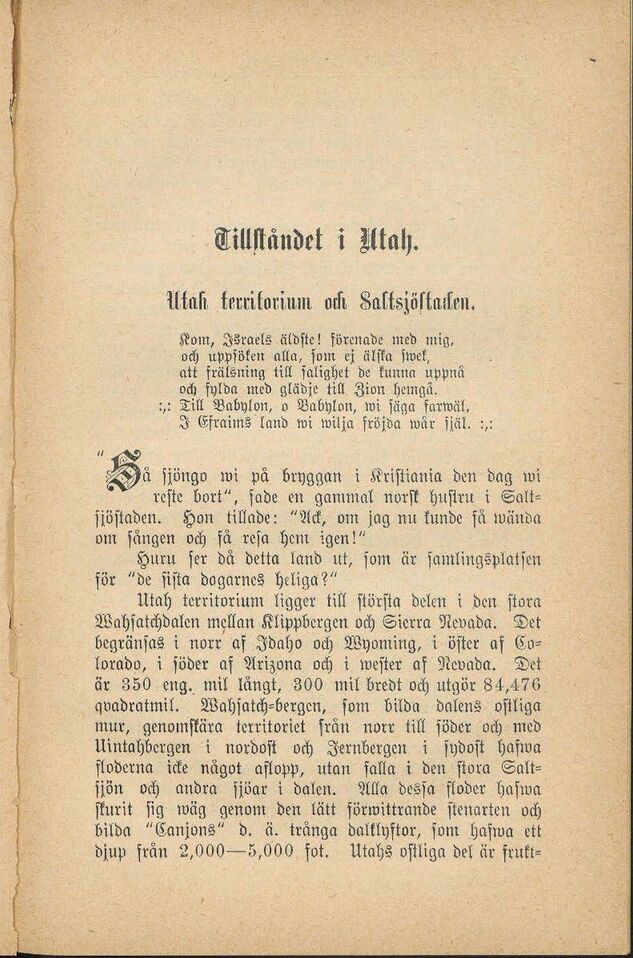 Tillståndet i Utah.
Utah territorium och Saltsjöstaden.
Kom, Israels äldste! förenade med mig,
och uppsöken alla, som ej älska swek,
att frälsning till salighet de kunna uppnå
och fylda med glädje till Zion hemgå.
:,: Till Babylon, o Babylon, wi säga farwäl,
I Efraims land wi wilja fröjda wår själ. :,:
"Så sjöngo wi på bryggan i Kristiania den dag wi
reste bort", sade en gammal norsk hustru i Salt=
sjöstaden. Hon tillade: "Ack, om jag nu kunde få wända
om sången och få resa hem igen!"
Huru ser då detta land ut, som är samlingsplatsen
för "de sista dagarnes heliga?"
Utah territorium ligger till största delen i den stora
Wahsatchdalen mellan Klippbergen och Sierra Nevada. Det
begränsas i norr af Idaho och Wyoming, i öster af Co=
lorado, i söder af Arizona och i wester af Nevada. Det
är 350 eng. mil långt, 300 mil bredt och utgör 84,476
qvadratmil. Wahsatch=bergen, som bilda dalens ostliga
mur, genomskära territoriet från norr till söder och med
Uintahbergen i nordost och Jernbergen i sydost hafwa
floderna icke något aflopp, utan falla i den stora Salt=
sjön och andra sjöar i dalen. Alla dessa floder hafwa
skurit sig wäg genom den lätt förwittrande stenarten och
bilda "Canjons" d. ä. trånga dalklyftor, som hafwa ett
djup från 2,000—5,000 fot. Utahs ostliga del är frukt=